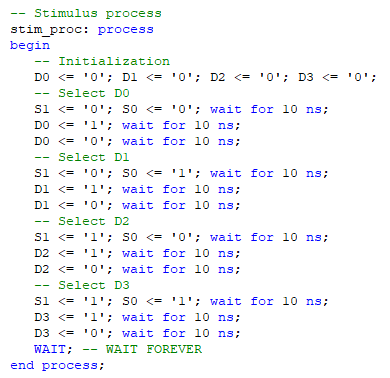 -- Stimulus process
stim_proc: process
begin
-- Initialization
D0 <= '0'; D1 <= '0'; D2 <= '0'; D3 <= '0';
-- Select D0
S1 <= '0'; S0 <= '0'; wait for 10 ns;
D0 <= '1'; wait for 10 ns;
D0 <= '0'; wait for 10 ns;
-- Select D1
S1 <= '0'; S0 <= '1'; wait for 10 ns;
D1 <= '1'; wait for 10 ns;
D1 <= '0'; wait for 10 ns;
-- Select D2
S1 <= '1'; S0 <= '0'; wait for 10 ns;
D2 <= '1'; wait for 10 ns;
D2 <= '0'; wait for 10 ns;
-- Select D3
S1 <= '1'; S0 <= '1'; wait for 10 ns;
D3 <= '1'; wait for 10 ns;
D3 <= '0'; wait for 10 ns;
WAIT; -- WAIT FOREVER
end process;